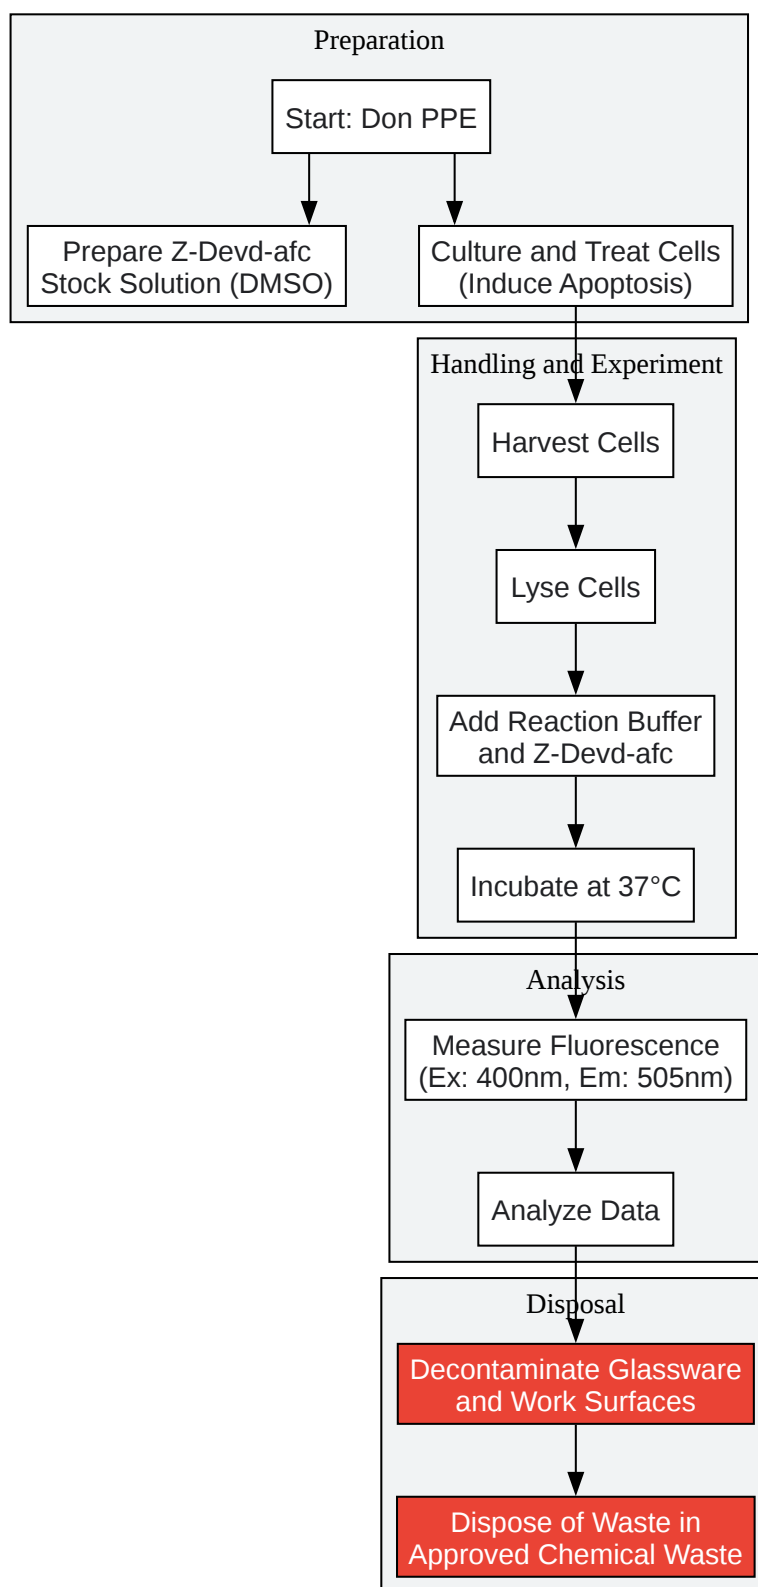 Preparation
Start: Don PPE
Prepare Z-Devd-afc
Stock Solution (DMSO)
Culture and Treat Cells
(Induce Apoptosis)
Handling and Experiment
Harvest Cells
Lyse Cells
Add Reaction Buffer
and Z-Devd-afc
Incubate at 37°C
Analysis
Measure Fluorescence
(Ex: 400nm, Em: 505nm)
Analyze Data
Disposal
Decontaminate Glassware
and Work Surfaces
Dispose of Waste in
Approved Chemical Waste